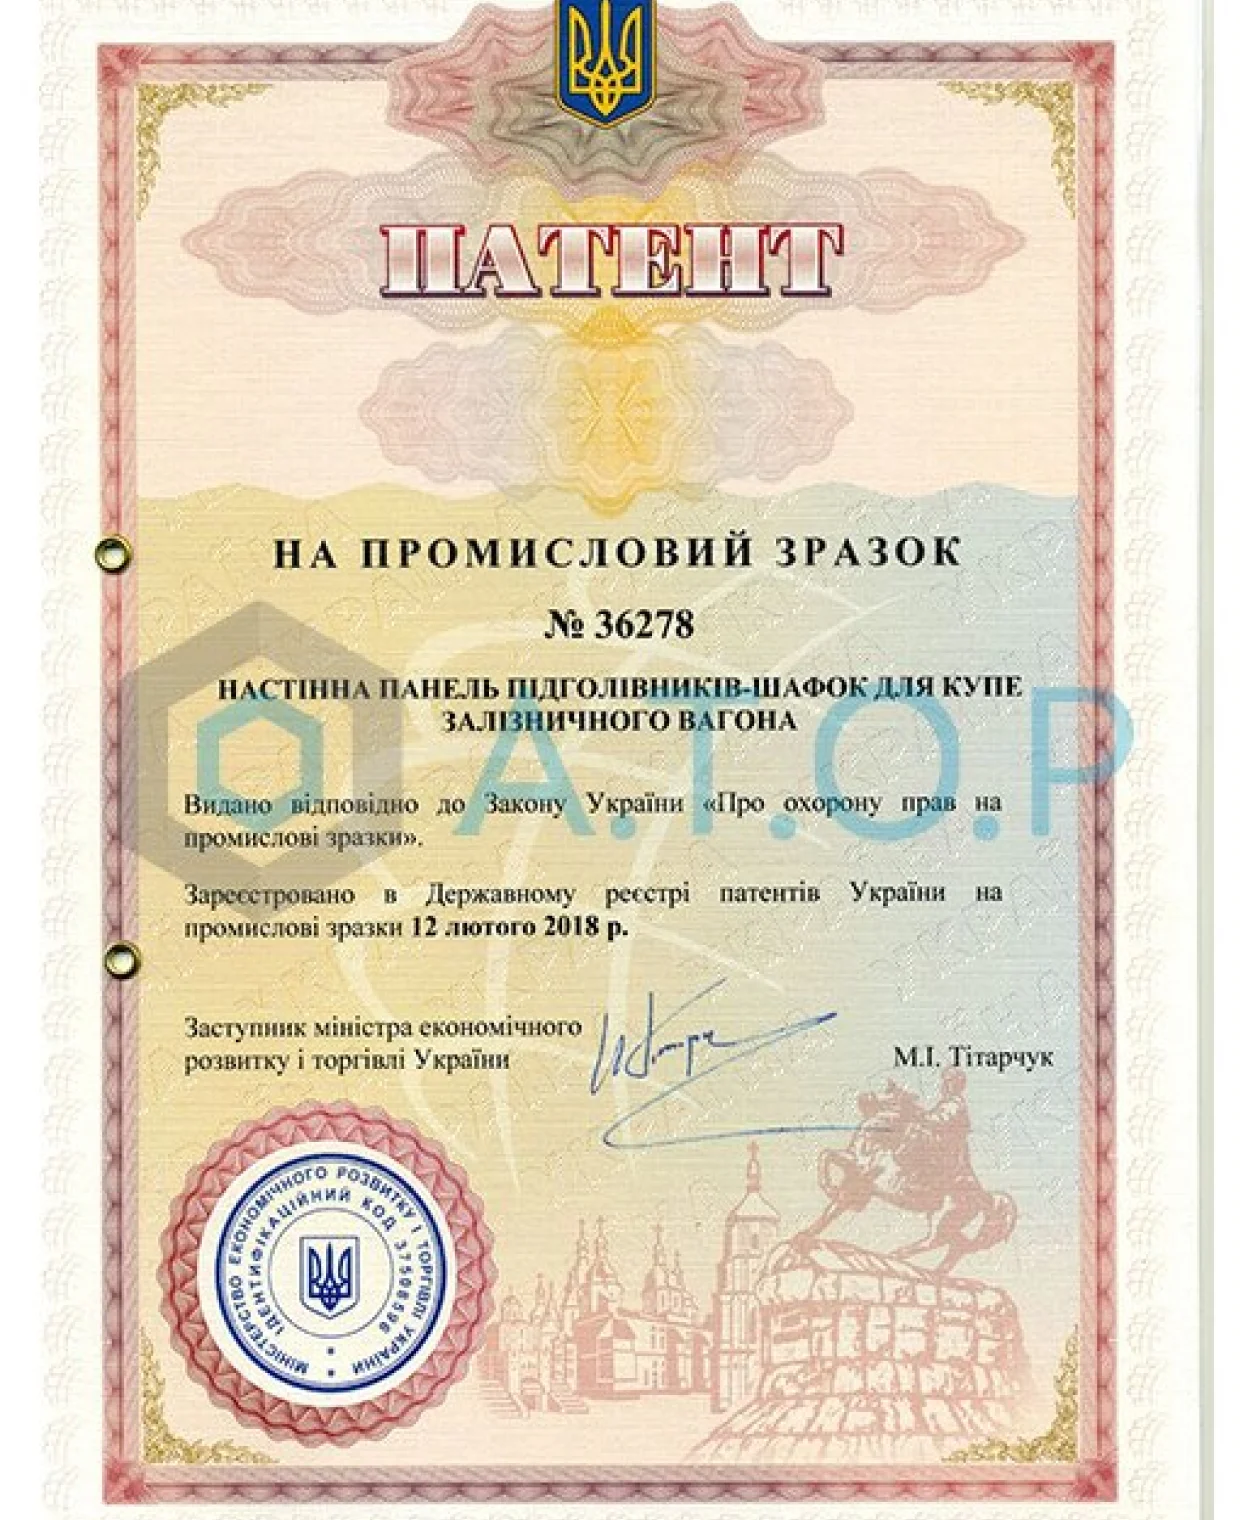 ПАТЕНТ
НА ПРОМИСЛОВИЙ ЗРАЗОК
№ 36278
НАСТІННА ПАНЕЛЬ ПІДГОЛІВНИКІВ-ШАФОК ДЛЯ КУПЕ
ЗАЛІЗНИЧНОГО ВАГОНА
А.Т.О.Р
Видано відповідно до Закону України «Про охорону прав на
промислові зразки».
Зареєстровано в Державному реєстрі патентів України на
промислові зразки 12 лютого 2018 р.
Заступник міністра економічного
розвитку і торгівлі України
М.І. Тітарчук
МІНІСТЕРСТВО ЕКОНОМІЧНОГО РОЗВИТКУ І ТОРГІВЛІ УКРАЇНИ
ІДЕНТИФІКАЦІЙНИЙ КОД 37508596